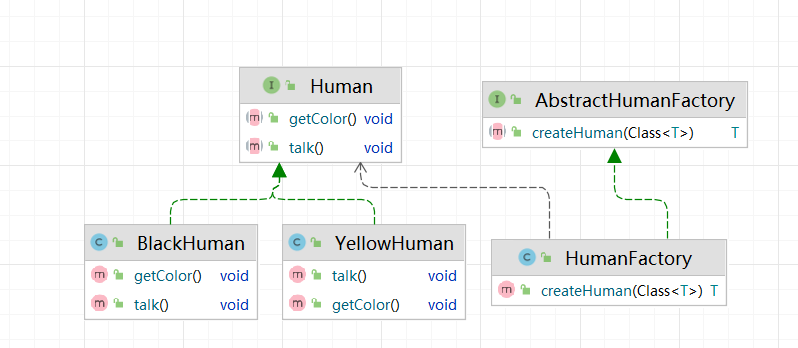 Human
getColor() void
talk() void
AbstractHumanFactory
createHuman(Class<T>) T
BlackHuman
getColor() void
talk() void
YellowHuman
talk() void
getColor() void
HumanFactory
createHuman(Class<T>) T